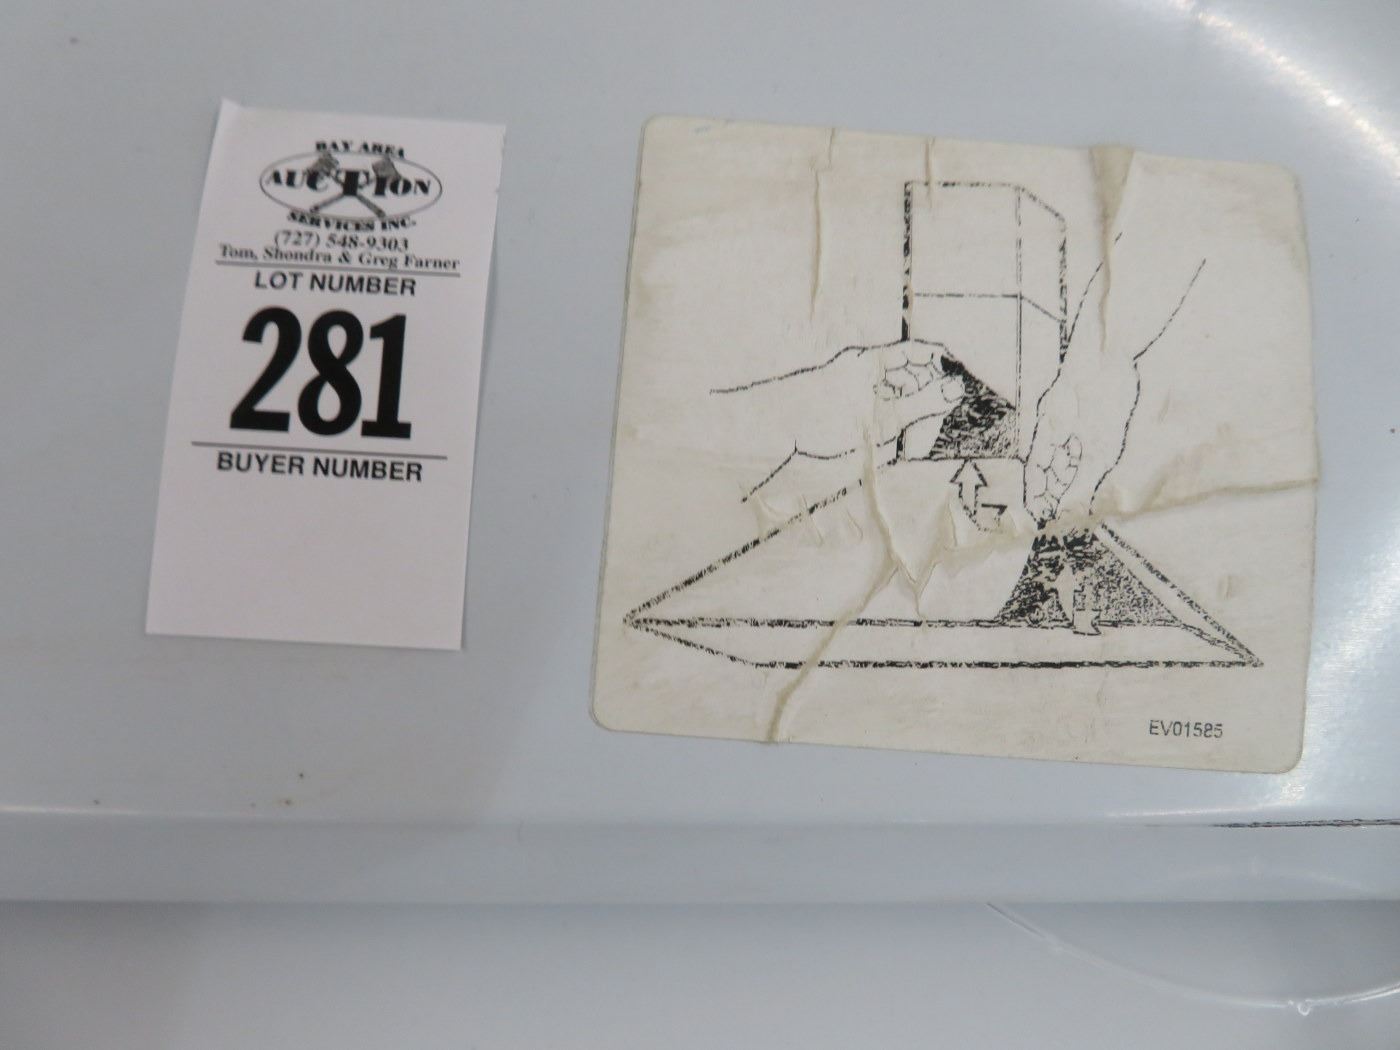 BAY AREA
AUCTION
SERVICES INC.
(727) 548-9303
Tom, Shondra & Greg Farner
LOT NUMBER
281
BUYER NUMBER
EV01585